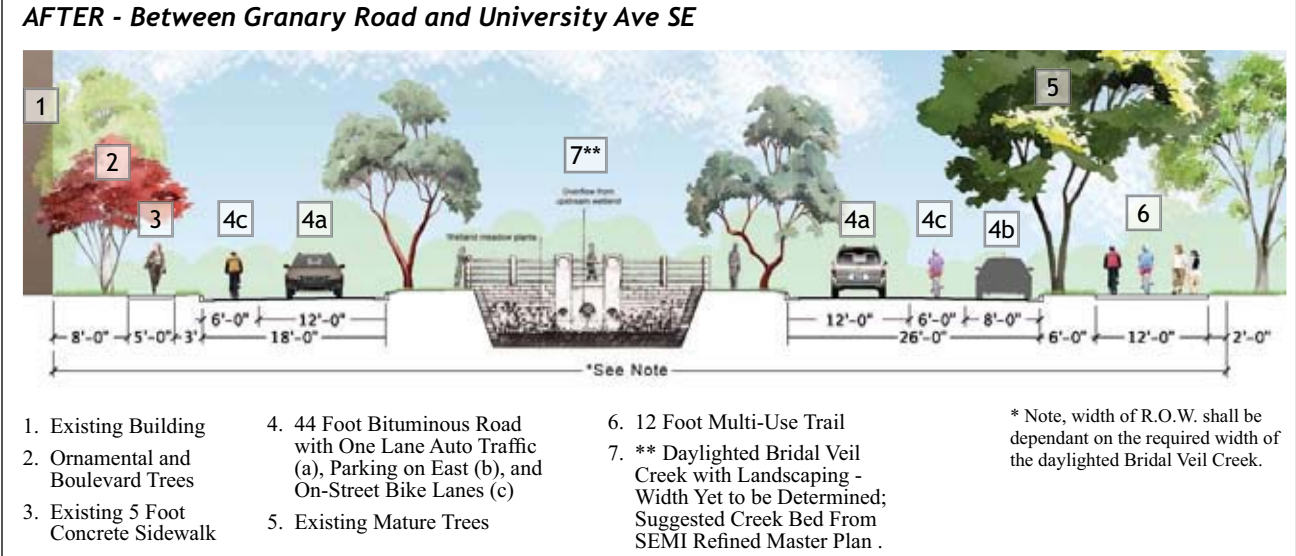 AFTER - Between Granary Road and University Ave SE
1
2
3
4c
4a
7**
Overflow from
upstream wetland
Wetland meadow plants
4a
4c
4b
5
6
6'-0" 12'-0"
8'-0" 5'-0" 3' 18'-0"
12'-0" 6'-0" 8'-0"
26'-0" 6'-0" 12'-0" 2'-0"
*See Note
1. Existing Building
2. Ornamental and
Boulevard Trees
3. Existing 5 Foot
Concrete Sidewalk
4. 44 Foot Bituminous Road
with One Lane Auto Traffic
(a), Parking on East (b), and
On-Street Bike Lanes (c)
5. Existing Mature Trees
6. 12 Foot Multi-Use Trail
7. ** Daylighted Bridal Veil
Creek with Landscaping -
Width Yet to be Determined;
Suggested Creek Bed From
SEMI Refined Master Plan .
* Note, width of R.O.W. shall be
dependant on the required width of
the daylighted Bridal Veil Creek.